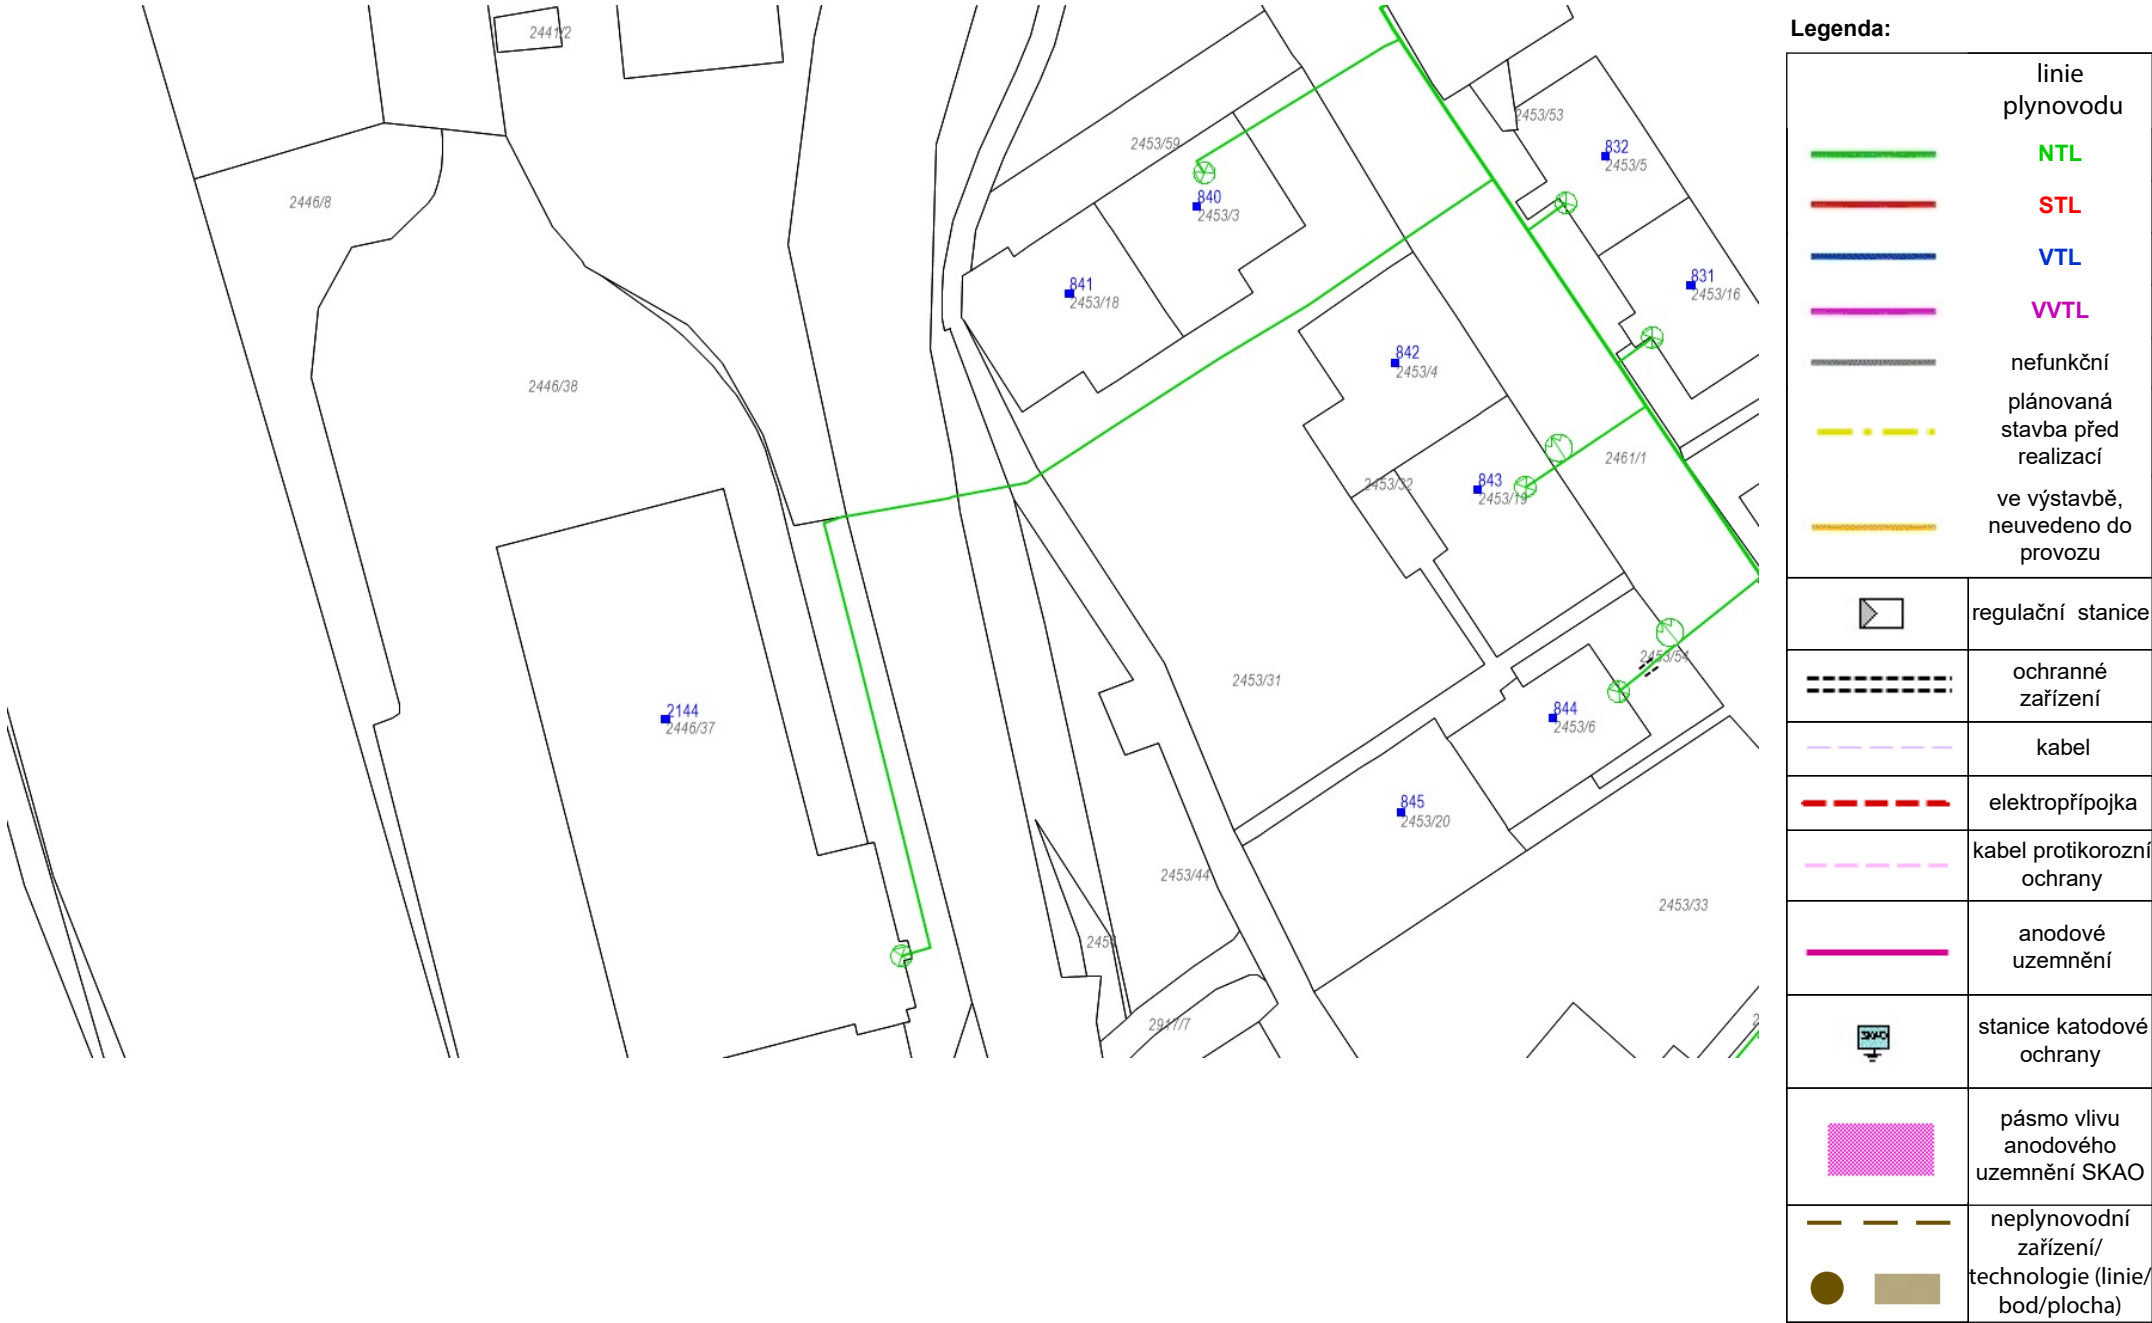 Legenda:
linie
plynovodu
NTL
STL
VTL
VVTL
nefunkční
plánovaná
stavba před
realizací
ve výstavbě,
neuvedeno do
provozu
regulační stanice
ochranné
zařízení
kabel
elektropřípojka
kabel protikorozní
ochrany
anodové
uzemnění
SKAO
stanice katodové
ochrany
pásmo vlivu
anodového
uzemnění SKAO
neplynovodní
zařízení/
technologie (linie/
bod/plocha)
2441/2
2453/53
2453/59
832
2453/5
2446/8
840
2453/3
841
2453/18
831
2453/16
842
2453/4
2446/38
2461/1
2453/32
843
2453/19
2453/54
2453/31
2144
2446/37
844
2453/6
845
2453/20
2453/44
2453/33
2917/7